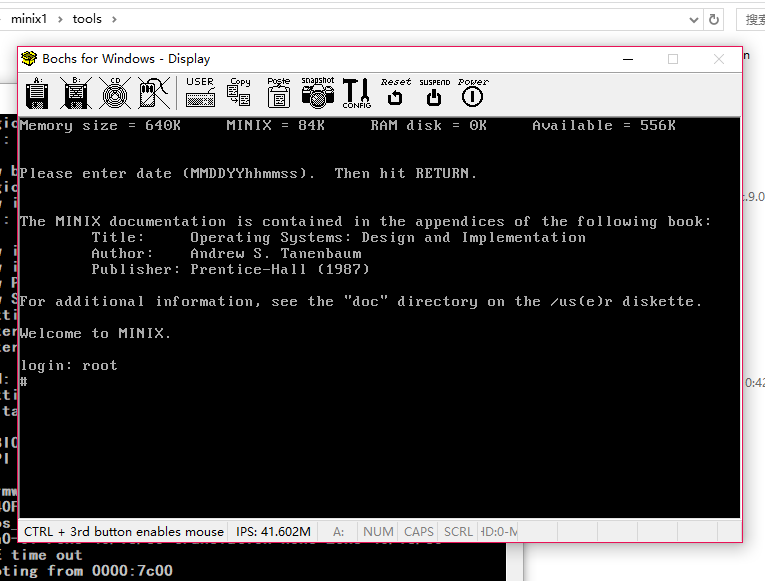 minix1 > tools >
搜索
Bochs for Windows - Display
A: B: CD USER Copy Paste snapshot CONFIG Reset SUSPEND Power
Memory size = 640K MINIX = 84K RAM disk = 0K Available = 556K
Please enter date (MMDDYYhhmmss). Then hit RETURN.
The MINIX documentation is contained in the appendices of the following book:
Title: Operating Systems: Design and Implementation
Author: Andrew S. Tanenbaum
Publisher: Prentice-Hall (1987)
For additional information, see the "doc" directory on the /us(e)r diskette.
Welcome to MINIX.
login: root
#
CTRL + 3rd button enables mouse IPS: 41.602M A: NUM CAPS SCRL HD:0-M
time out
oting from 0000:7c00